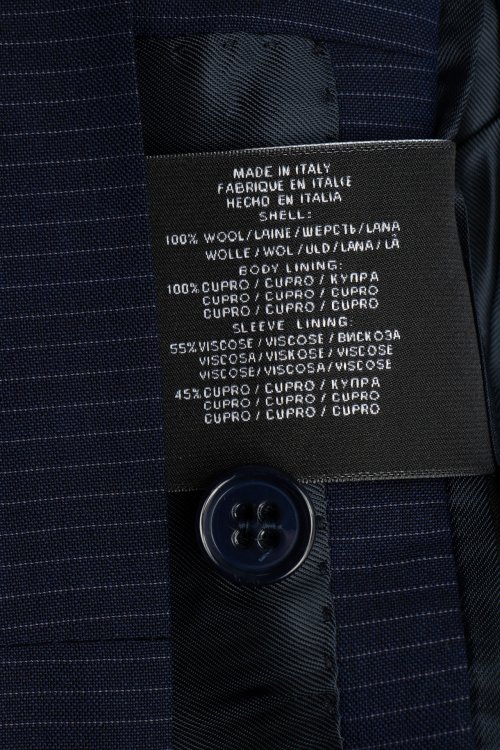 MADE IN ITALY
FABRIQUE EN ITALIE
HECHO EN ITALIA
SHELL:
100% WOOL/LAINE/ШЕРСТЬ/LANA
WOLLE/WOL/ULD/LANA/LÃ
BODY LINING:
100%CUPRO/CUPRO/КУПРА
CUPRO/CUPRO/CUPRO
CUPRO/CUPRO/CUPRO
SLEEVE LINING:
55%VISCOSE/VISCOSE/ВИСКОЗА
VISCOSA/VISKOSE/VISCOSE
VISCOSE/VISCOSA/VISCOSE
45%CUPRO/CUPRO/КУПРА
CUPRO/CUPRO/CUPRO
CUPRO/CUPRO/CUPRO